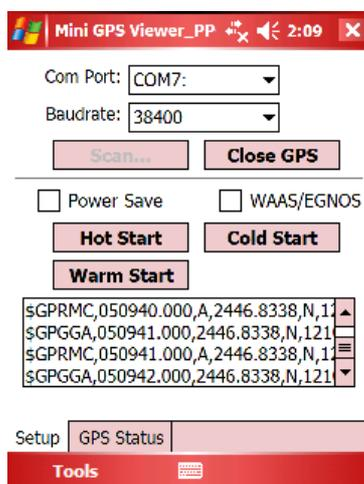 Mini GPS Viewer_PP 2:09
Com Port: COM7:
Baudrate: 38400
Scan... Close GPS
Power Save WAAS/EGNOS
Hot Start Cold Start
Warm Start
$GPRMC,050940.000,A,2446.8338,N,12
$GPGGA,050941.000,2446.8338,N,121
$GPRMC,050941.000,A,2446.8338,N,12
$GPGGA,050942.000,2446.8338,N,121
Setup GPS Status
Tools